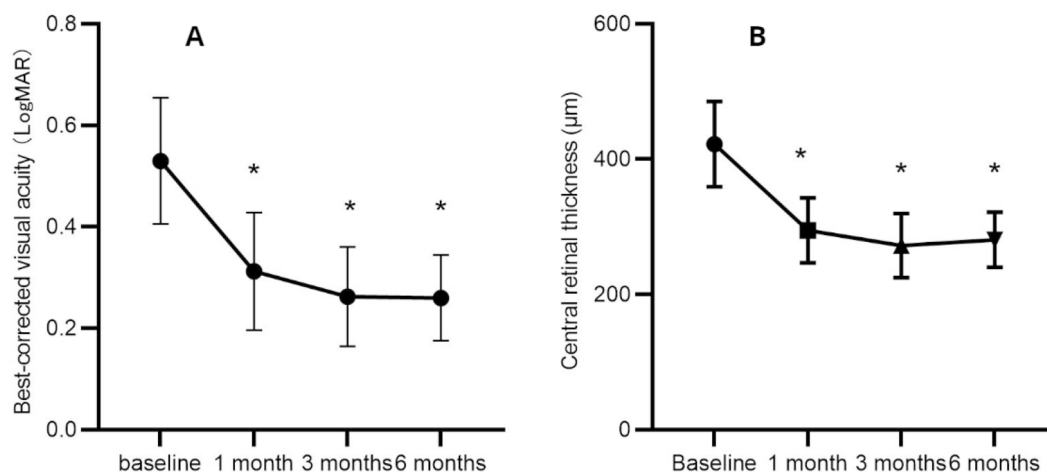 A
Best-corrected visual acuity（LogMAR）
0.8
0.6
0.4
0.2
0.0
*
*
*
baseline 1 month 3 months 6 months
B
Central retinal thickness (μm)
600
400
200
0
*
*
*
Baseline 1 month 3 months 6 months